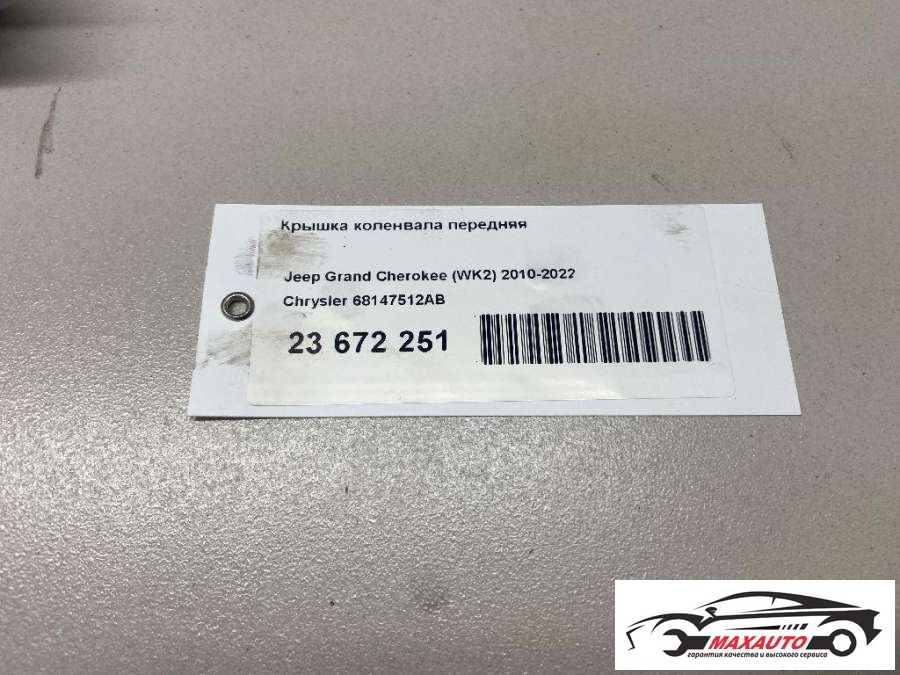 Крышка коленвала передняя
Jeep Grand Cherokee (WK2) 2010-2022
Chrysler 68147512AB
23 672 251
MAXAUTO
гарантия качества и высокого сервиса